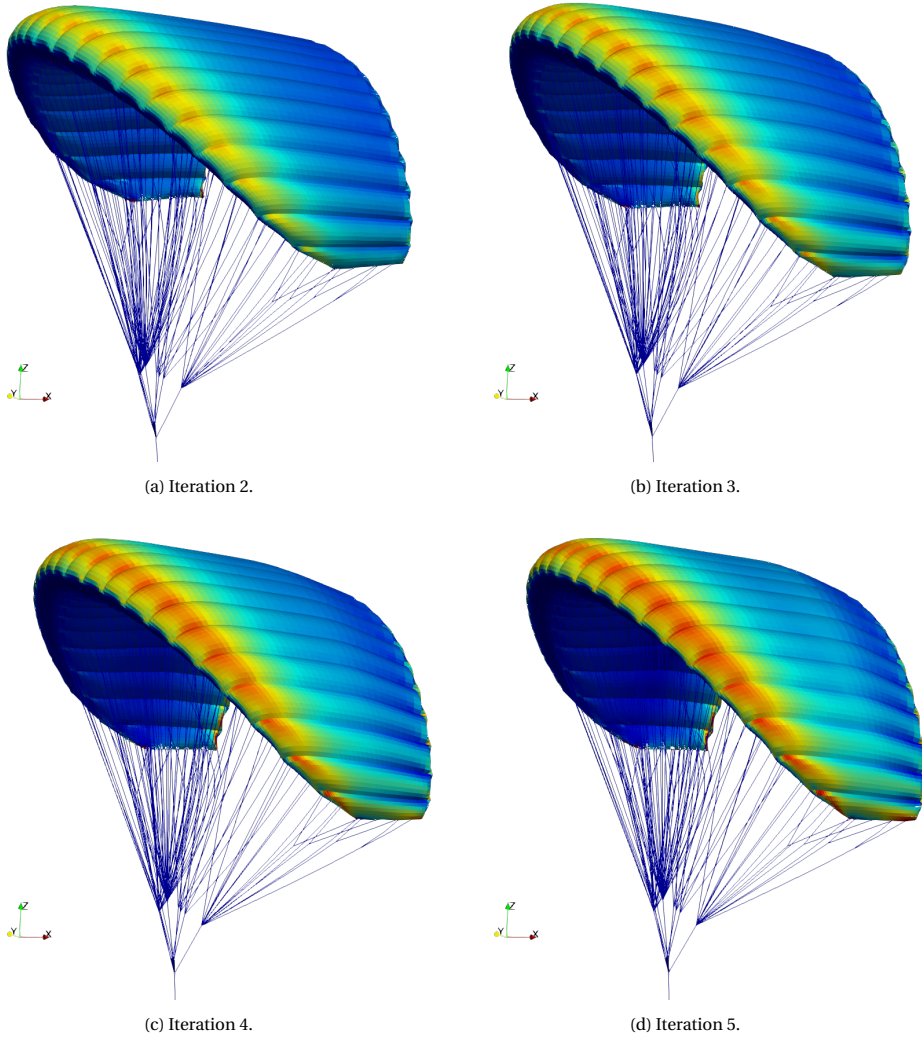 Z
Y
X
Z
Y
X
(a) Iteration 2.
(b) Iteration 3.
Z
Y
X
Z
Y
X
(c) Iteration 4.
(d) Iteration 5.